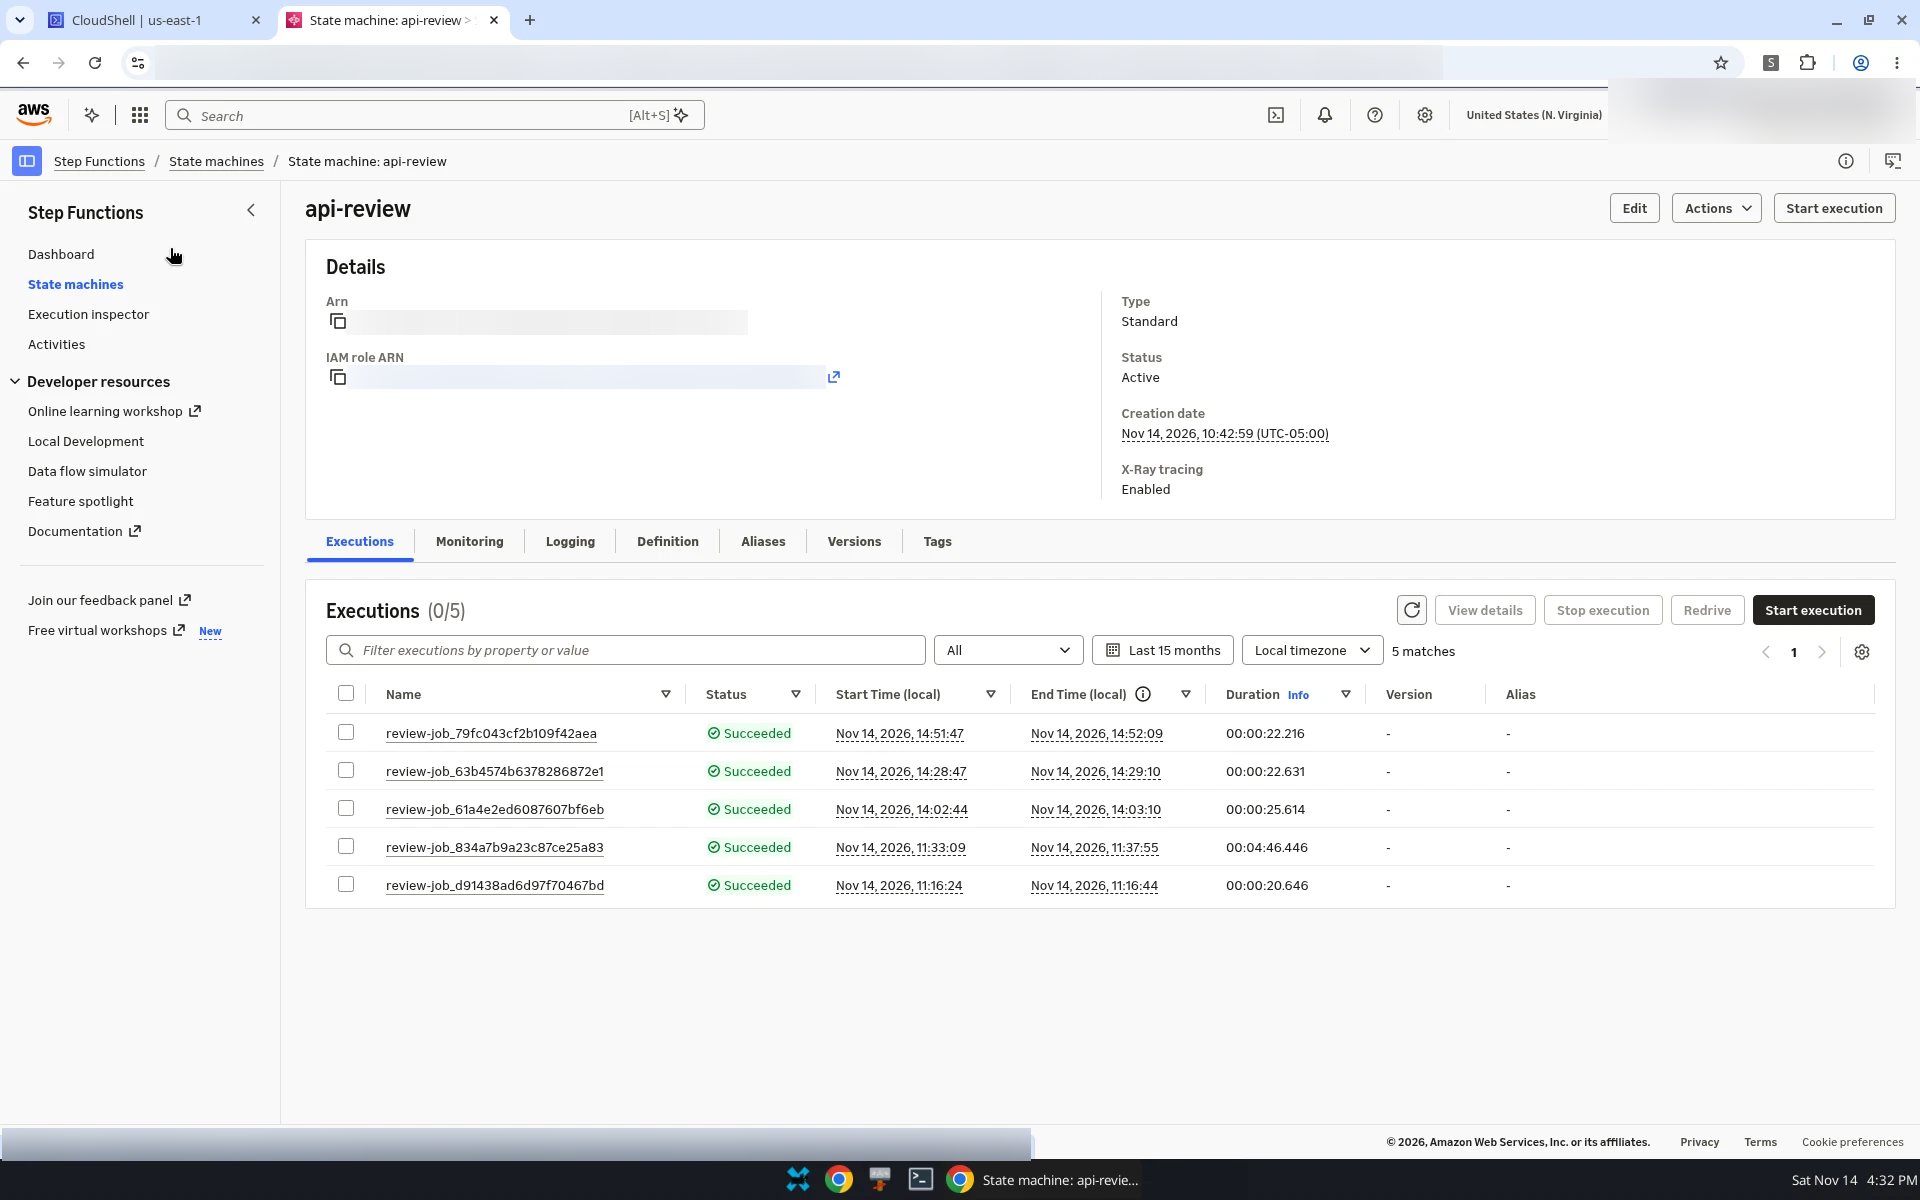 CloudShell | us-east-1
State machine: api-review >
S
aws
Search
[Alt+S]
United States (N. Virginia)
Step Functions / State machines / State machine: api-review
Step Functions
Dashboard
State machines
Execution inspector
Activities
Developer resources
Online learning workshop
Local Development
Data flow simulator
Feature spotlight
Documentation
Join our feedback panel
Free virtual workshops New
api-review
Edit
Actions
Start execution
Details
Arn
IAM role ARN
Type
Standard
Status
Active
Creation date
Nov 14, 2026, 10:42:59 (UTC-05:00)
X-Ray tracing
Enabled
Executions
Monitoring
Logging
Definition
Aliases
Versions
Tags
Executions (0/5)
View details
Stop execution
Redrive
Start execution
Filter executions by property or value
All
Last 15 months
Local timezone
5 matches
1
Name Status Start Time (local) End Time (local) Duration Info Version Alias
review-job_79fc043cf2b109f42aea Succeeded Nov 14, 2026, 14:51:47 Nov 14, 2026, 14:52:09 00:00:22.216 - -
review-job_63b4574b6378286872e1 Succeeded Nov 14, 2026, 14:28:47 Nov 14, 2026, 14:29:10 00:00:22.631 - -
review-job_61a4e2ed6087607bf6eb Succeeded Nov 14, 2026, 14:02:44 Nov 14, 2026, 14:03:10 00:00:25.614 - -
review-job_834a7b9a23c87ce25a83 Succeeded Nov 14, 2026, 11:33:09 Nov 14, 2026, 11:37:55 00:04:46.446 - -
review-job_d91438ad6d97f70467bd Succeeded Nov 14, 2026, 11:16:24 Nov 14, 2026, 11:16:44 00:00:20.646 - -
© 2026, Amazon Web Services, Inc. or its affiliates.
Privacy
Terms
Cookie preferences
State machine: api-revie...
Sat Nov 14 4:32 PM